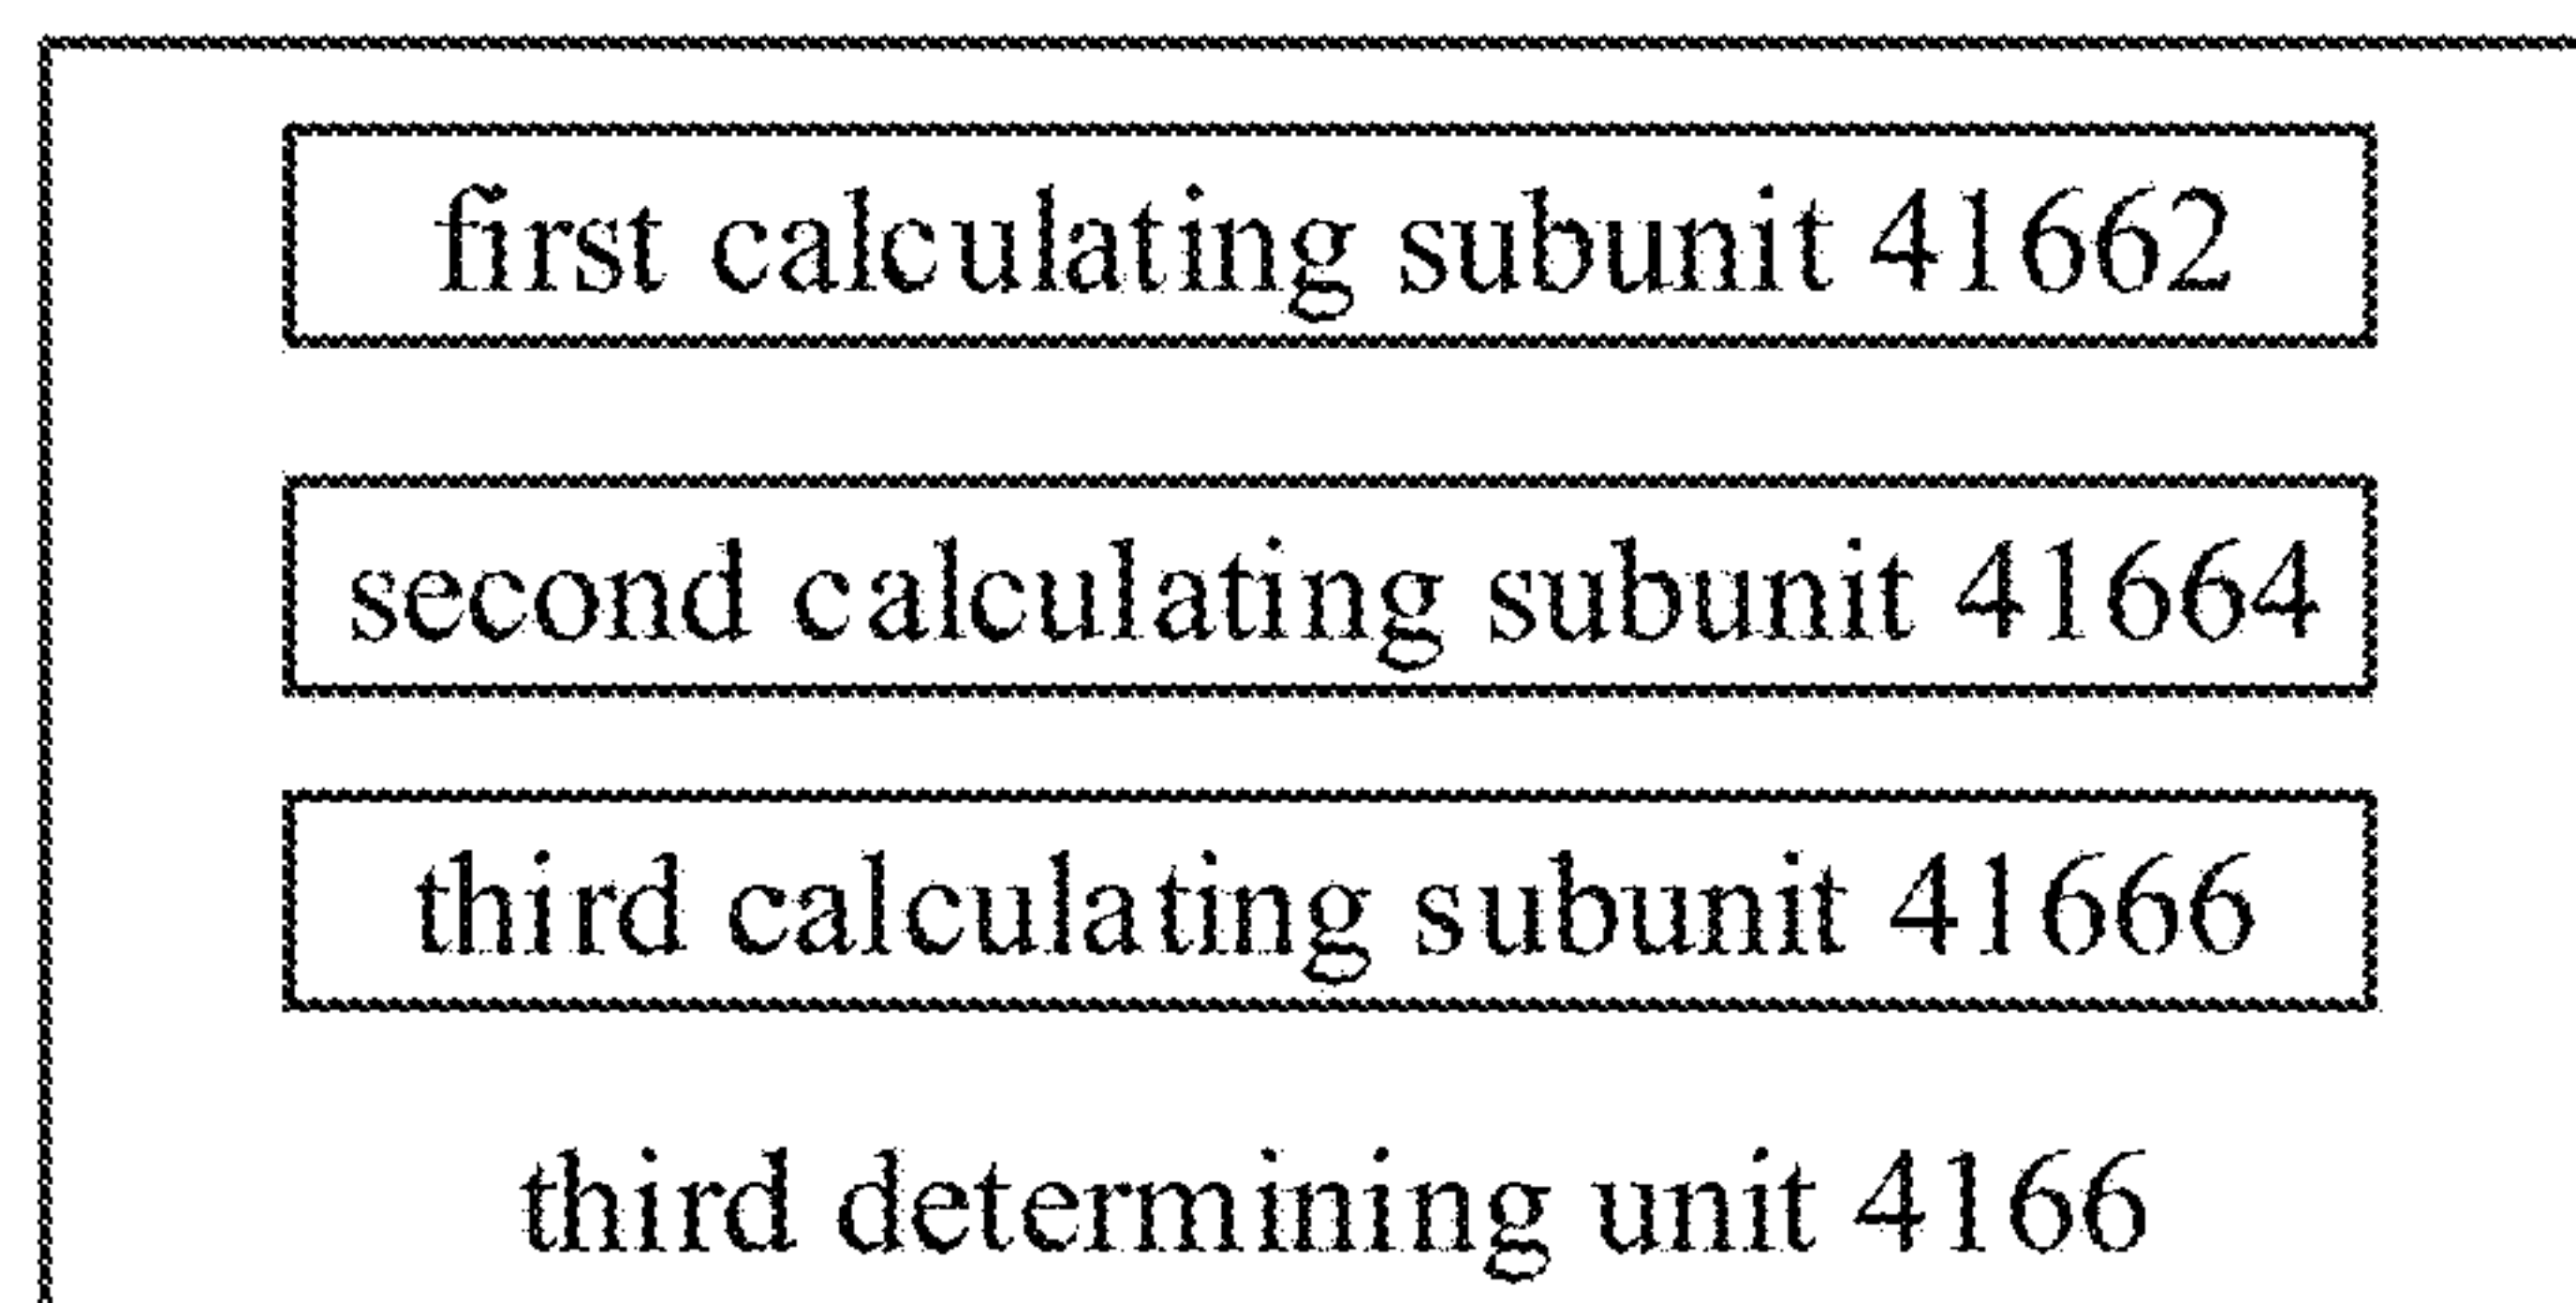 first calculating subunit 41662
second calculating subunit 41664
third calculating subunit 41666
third determining unit 4166